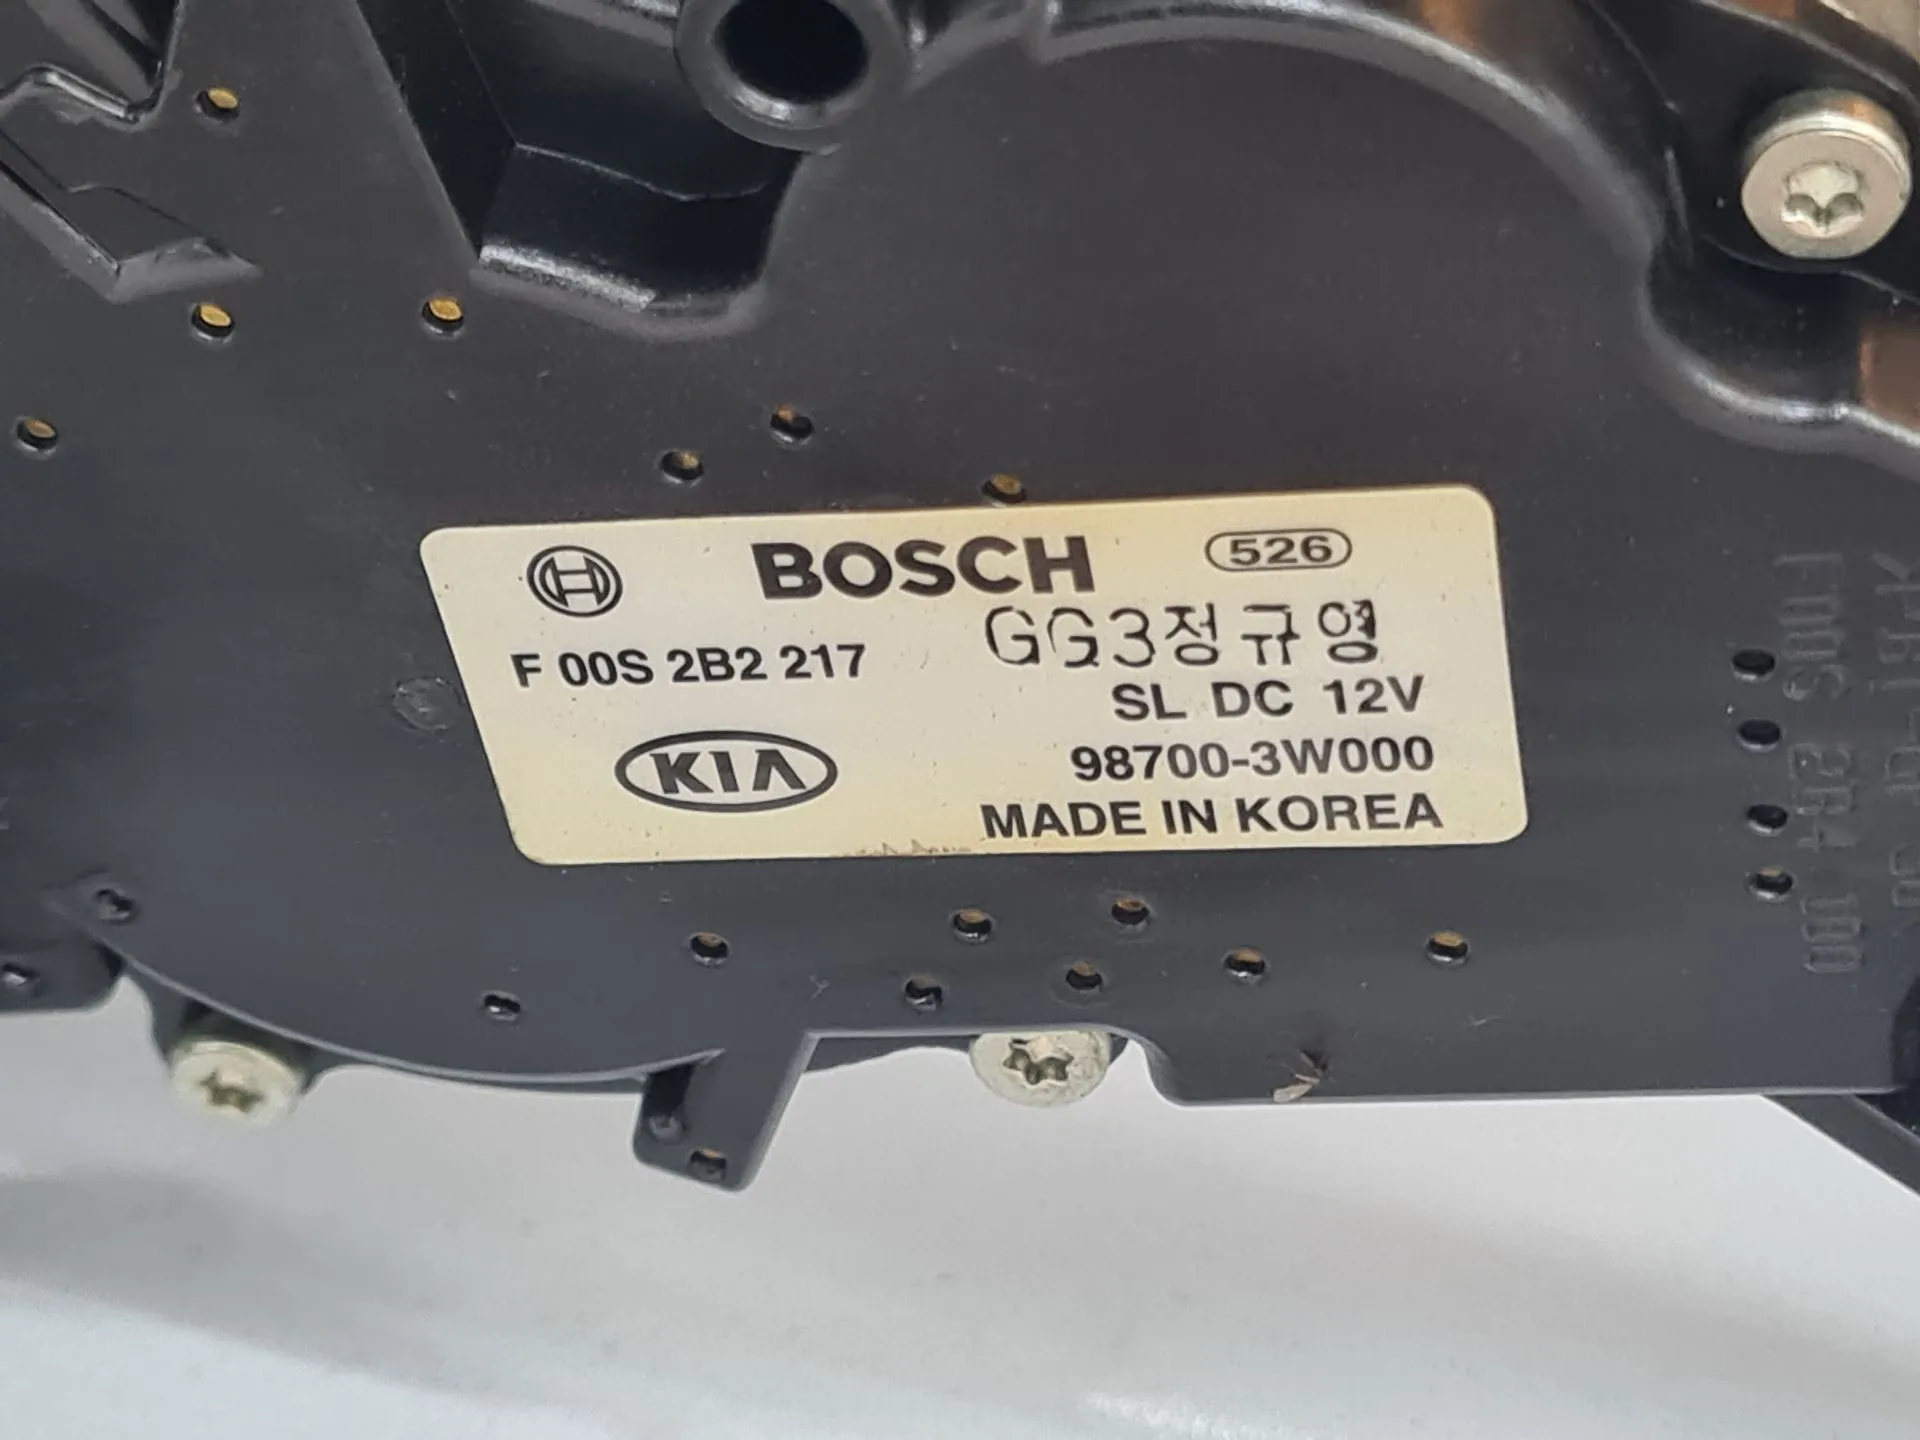 BOSCH 526
GG3정규영
F 00S 2B2 217
SL DC 12V
KIA
98700-3W000
MADE IN KOREA